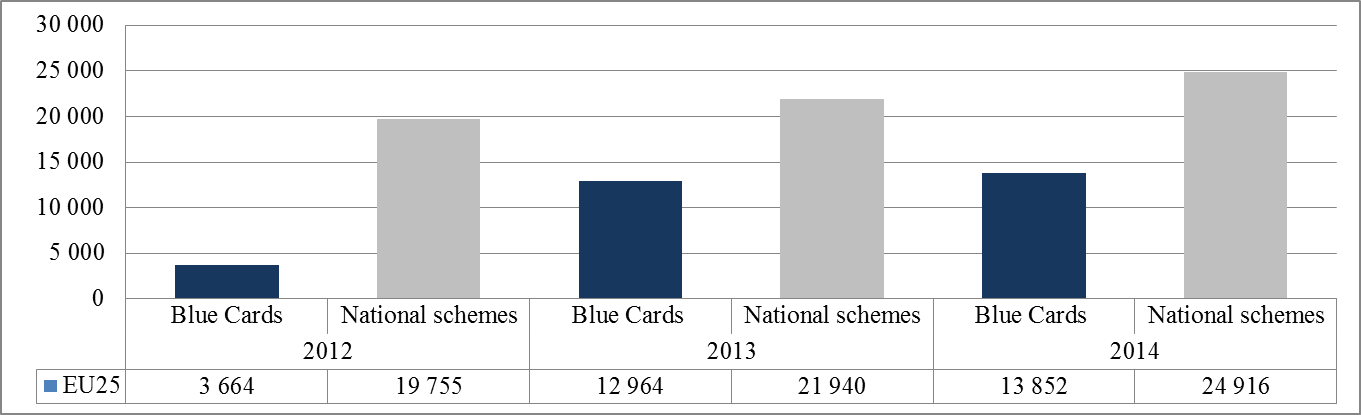 30 000
25 000
20 000
15 000
10 000
5 000
0
Blue Cards National schemes Blue Cards National schemes Blue Cards National schemes
2012 2013 2014
EU25 3 664 19 755 12 964 21 940 13 852 24 916